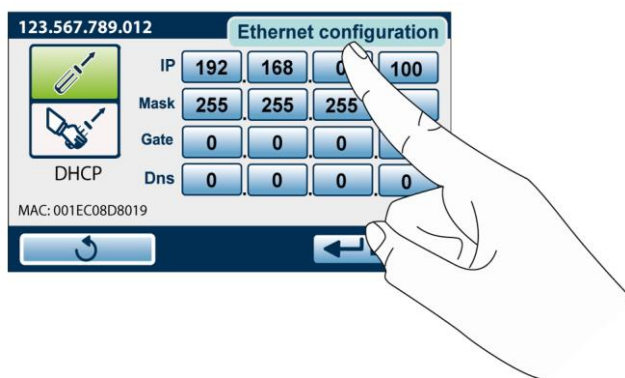 123.567.789.012
Ethernet configuration
IP 192 . 168 . 0 100
Mask 255 . 255 . 255
Gate 0 . 0 . 0 .
DHCP
Dns 0 . 0 . 0 . 0
MAC: 001EC08D8019